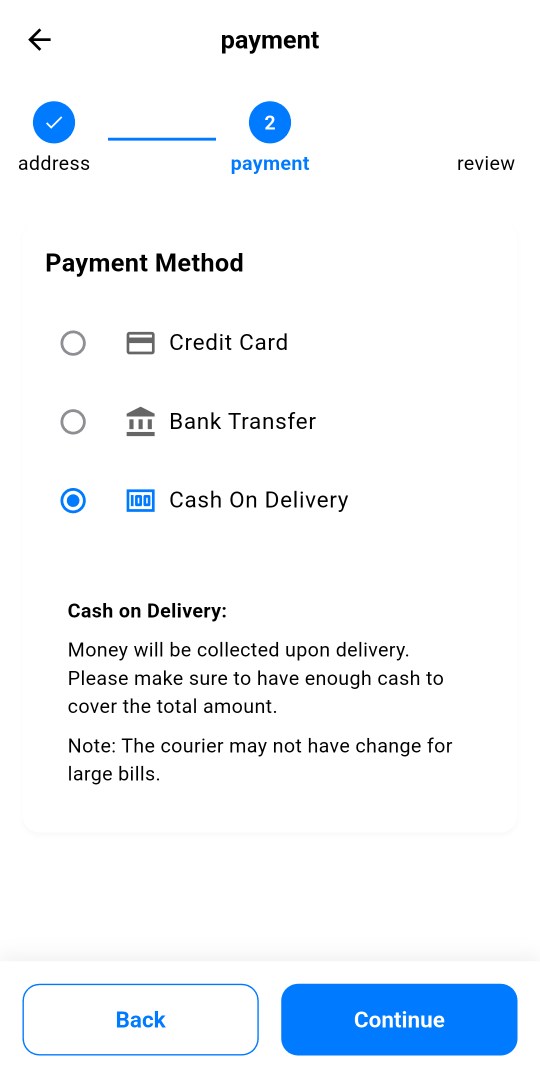 payment
2
address
payment
review
Payment Method
Credit Card
Bank Transfer
100
Cash On Delivery
Cash on Delivery:
Money will be collected upon delivery.
Please make sure to have enough cash to
cover the total amount.
Note: The courier may not have change for
large bills.
Back
Continue